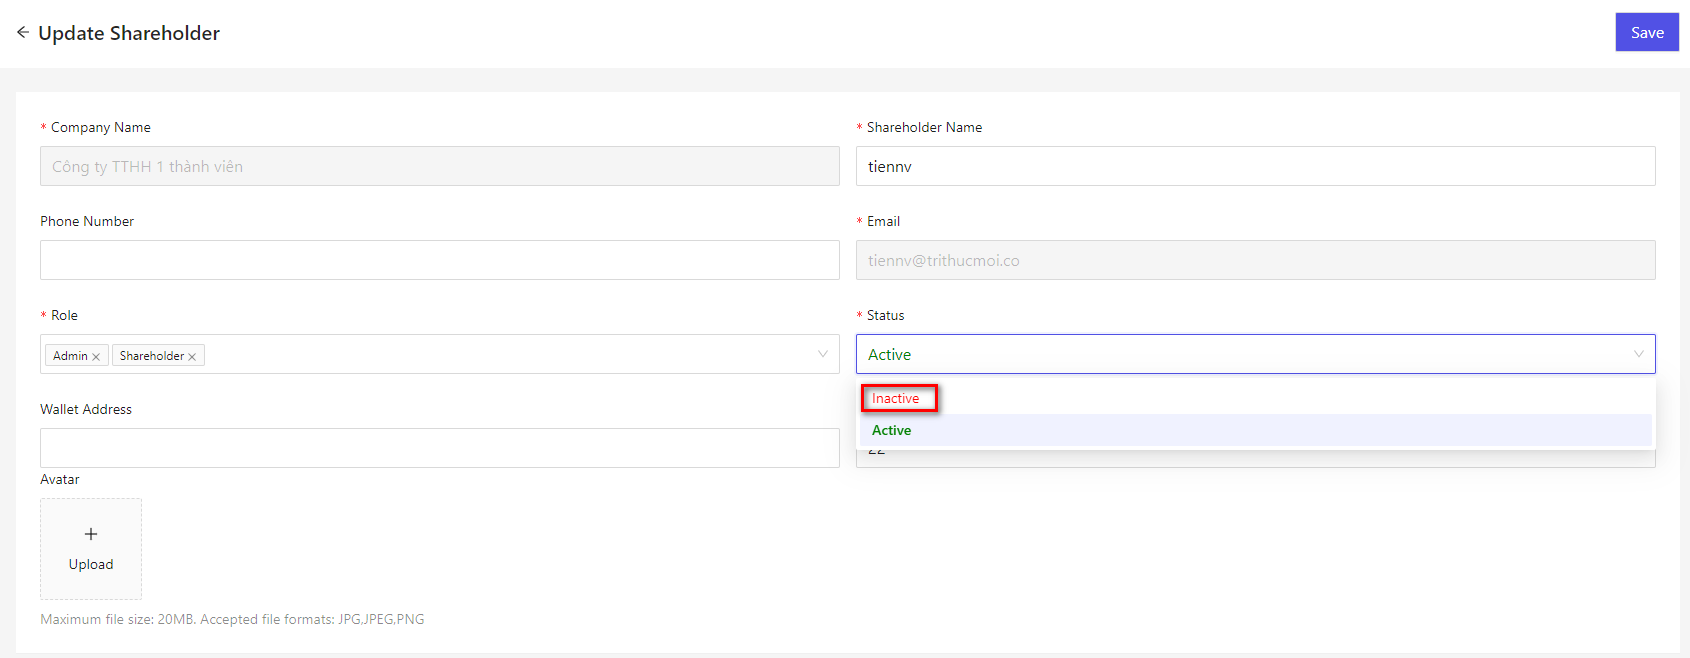 Update Shareholder
Save
* Company Name
* Shareholder Name
Công ty TTHH 1 thành viên
tiennv
Phone Number
* Email
tiennv@trithucmoi.co
* Role
* Status
Admin
Shareholder
Active
Wallet Address
Inactive
Active
22
Avatar
Upload
Maximum file size: 20MB. Accepted file formats: JPG,JPEG,PNG